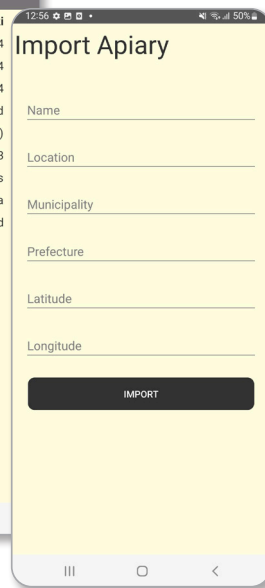 12:56
50%
Import Apiary
Name
Location
Municipality
Prefecture
Latitude
Longitude
IMPORT